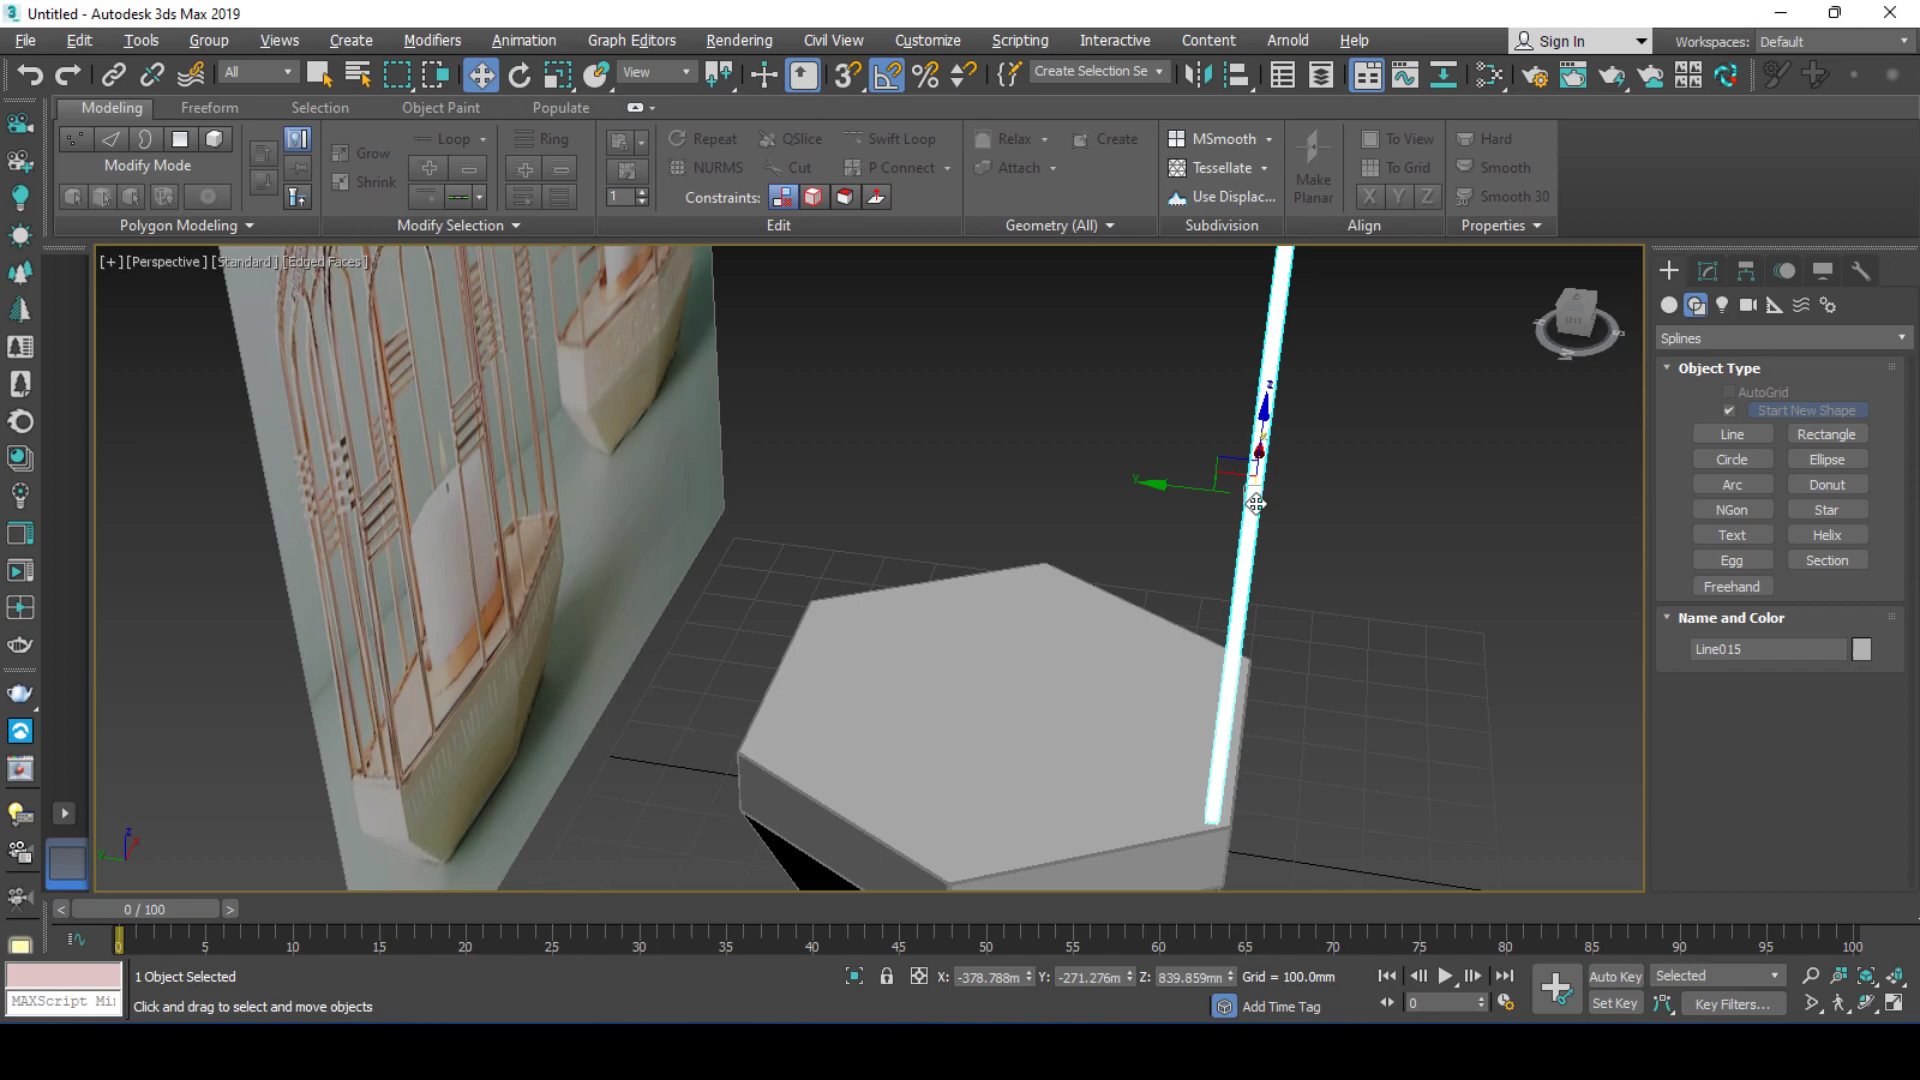 Untitled - Autodesk 3ds Max 2019
File Edit Tools Group Views Create Modifiers Animation Graph Editors Rendering Civil View Customize Scripting Interactive Content Arnold Help Sign In Workspaces: Default
All View Create Selection Se
Modeling Freeform Selection Object Paint Populate
Loop Ring Repeat QSlice Swift Loop Relax Create MSmooth To View Hard
Modify Mode Grow NURMS Cut P Connect Attach Tessellate Make Planar To Grid Smooth
Shrink 1 Constraints: Use Displac... X Y Z Smooth 30
Polygon Modeling Modify Selection Edit Geometry (All) Subdivision Align Properties
[+] [Perspective] [Standard] [Edged Faces]
Splines
Object Type
AutoGrid
Start New Shape
Line Rectangle
Circle Ellipse
Arc Donut
NGon Star
Text Helix
Egg Section
Freehand
Name and Color
Line015
< 0 / 100 >
0 5 10 15 20 25 30 35 40 45 50 55 60 65 70 75 80 85 90 95 100
1 Object Selected X: -378.788m Y: -271.276m Z: 839.859mn Grid = 100.0mm Auto Key Selected
MAXScript Mi Click and drag to select and move objects Add Time Tag 0 Set Key Key Filters...